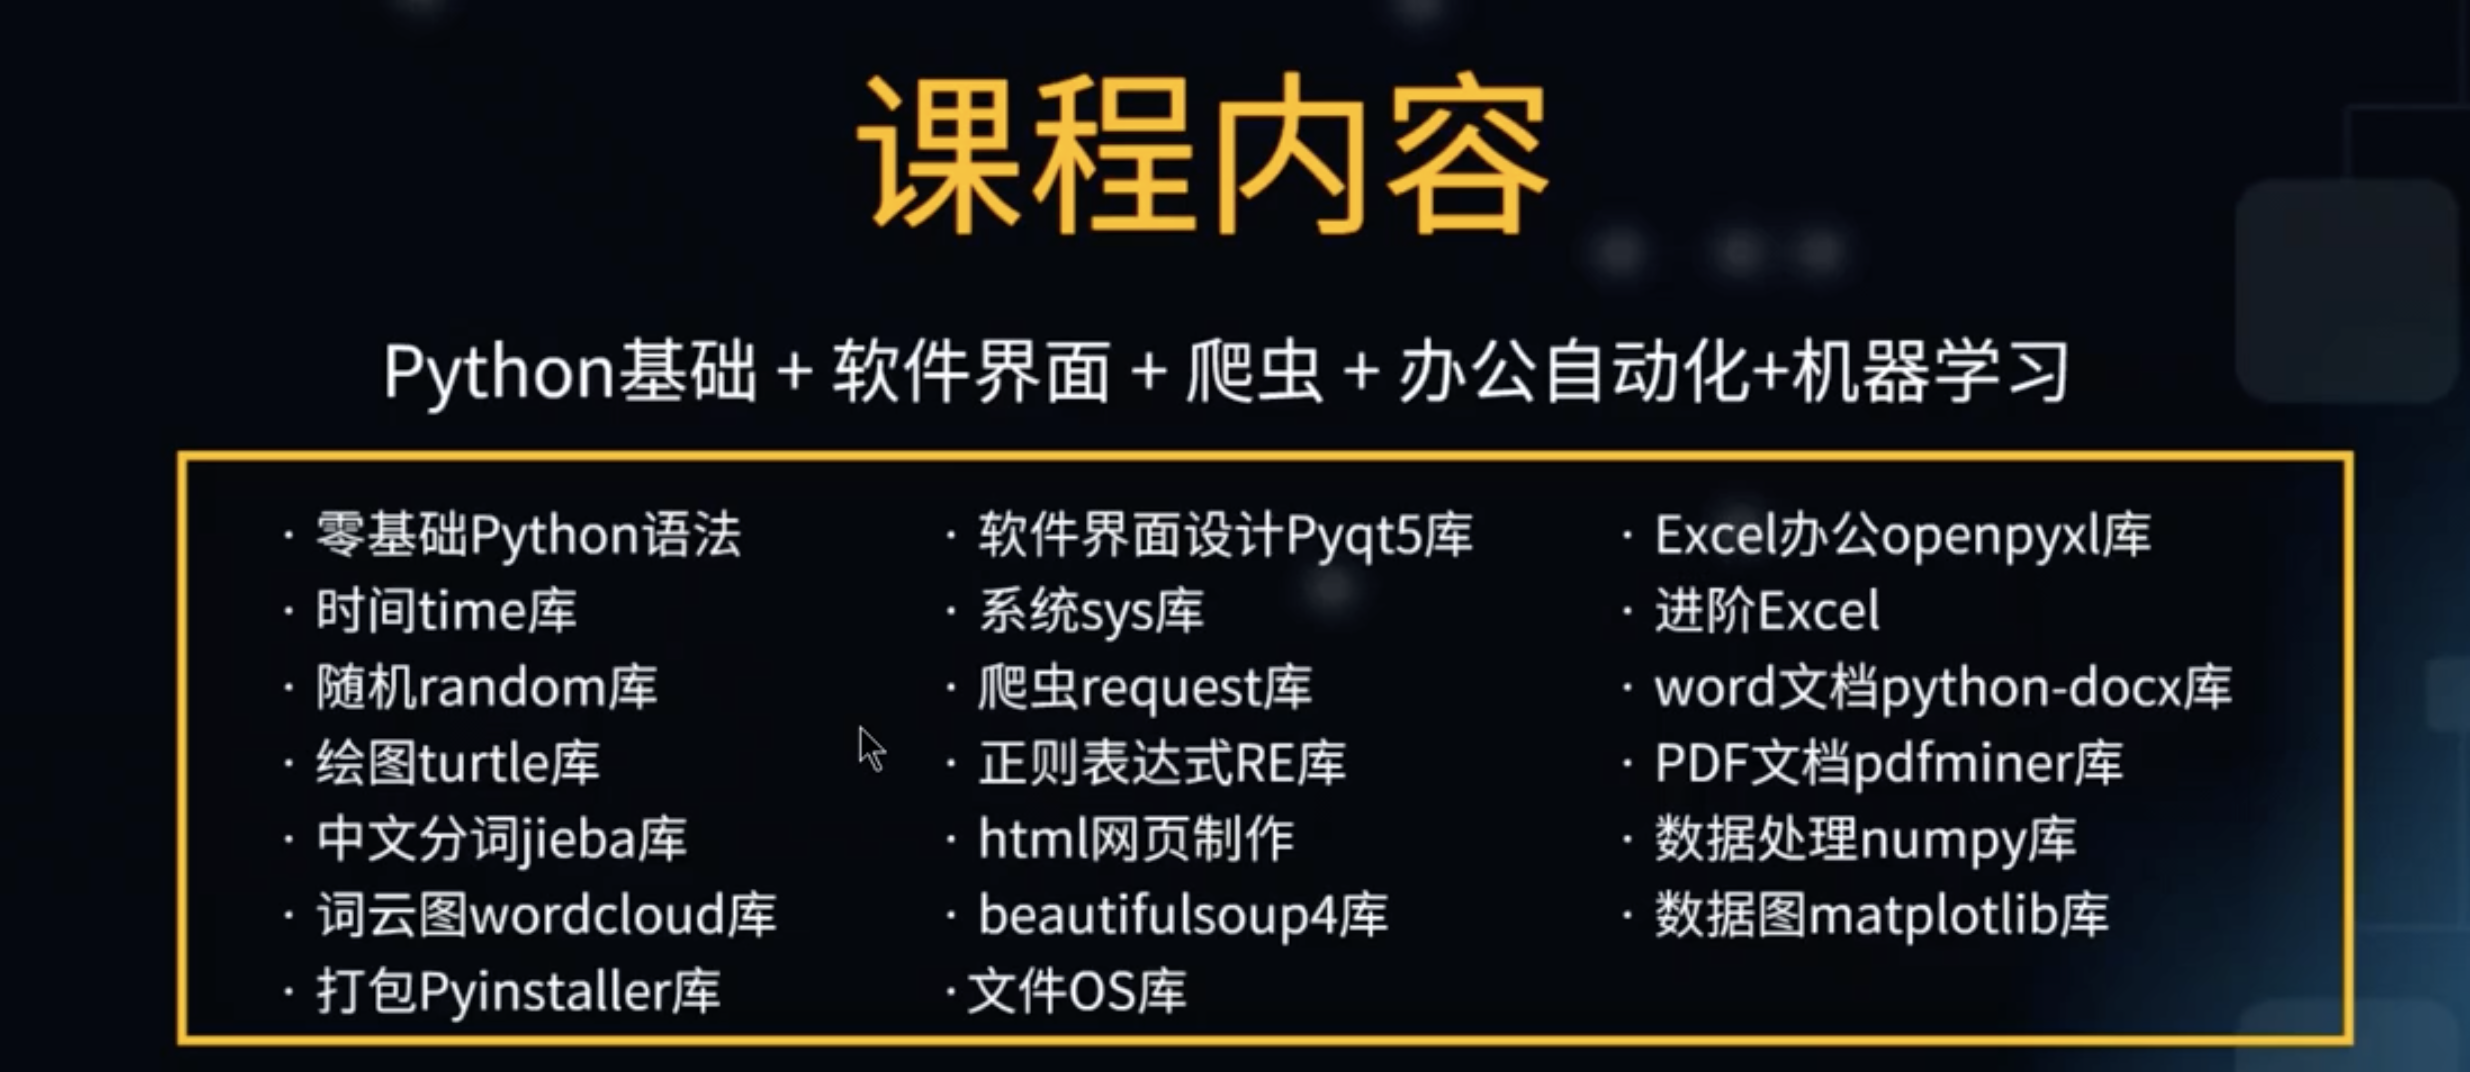 课程内容
Python基础 + 软件界面 + 爬虫 + 办公自动化+机器学习
· 零基础Python语法
· 时间time库
· 随机random库
· 绘图turtle库
· 中文分词jieba库
· 词云图wordcloud库
· 打包Pyinstaller库
· 软件界面设计Pyqt5库
· 系统sys库
· 爬虫request库
· 正则表达式RE库
· html网页制作
· beautifulsoup4库
· 文件OS库
· Excel办公openpyxl库
· 进阶Excel
· word文档python-docx库
· PDF文档pdfminer库
· 数据处理numpy库
· 数据图matplotlib库